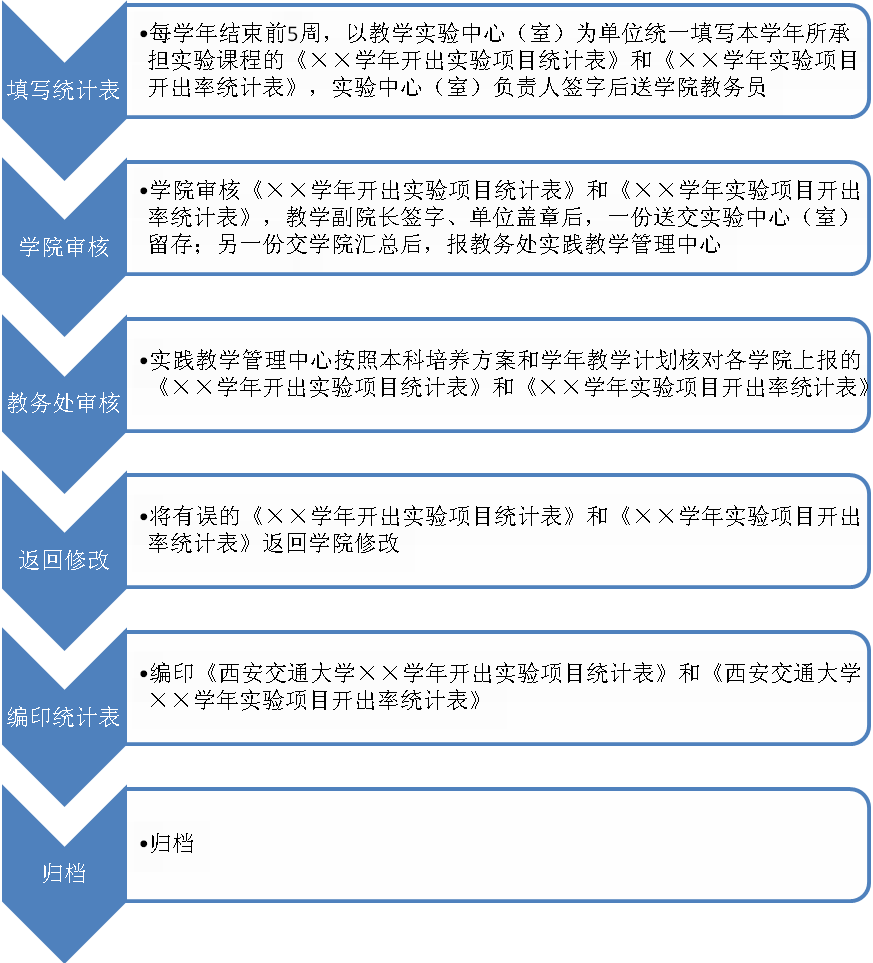 填写统计表
•每学年结束前5周，以教学实验中心（室）为单位统一填写本学年所承
担实验课程的《××学年开出实验项目统计表》和《××学年实验项目
开出率统计表》，实验中心（室）负责人签字后送学院教务员
学院审核
•学院审核《××学年开出实验项目统计表》和《××学年实验项目开出
率统计表》，教学副院长签字、单位盖章后，一份送交实验中心（室）
留存；另一份交学院汇总后，报教务处实践教学管理中心
教务处审核
•实践教学管理中心按照本科培养方案和学年教学计划核对各学院上报的
《××学年开出实验项目统计表》和《××学年实验项目开出率统计表》
返回修改
•将有误的《××学年开出实验项目统计表》和《××学年实验项目开出
率统计表》返回学院修改
编印统计表
•编印《西安交通大学××学年开出实验项目统计表》和《西安交通大学
××学年实验项目开出率统计表》
归档
•归档